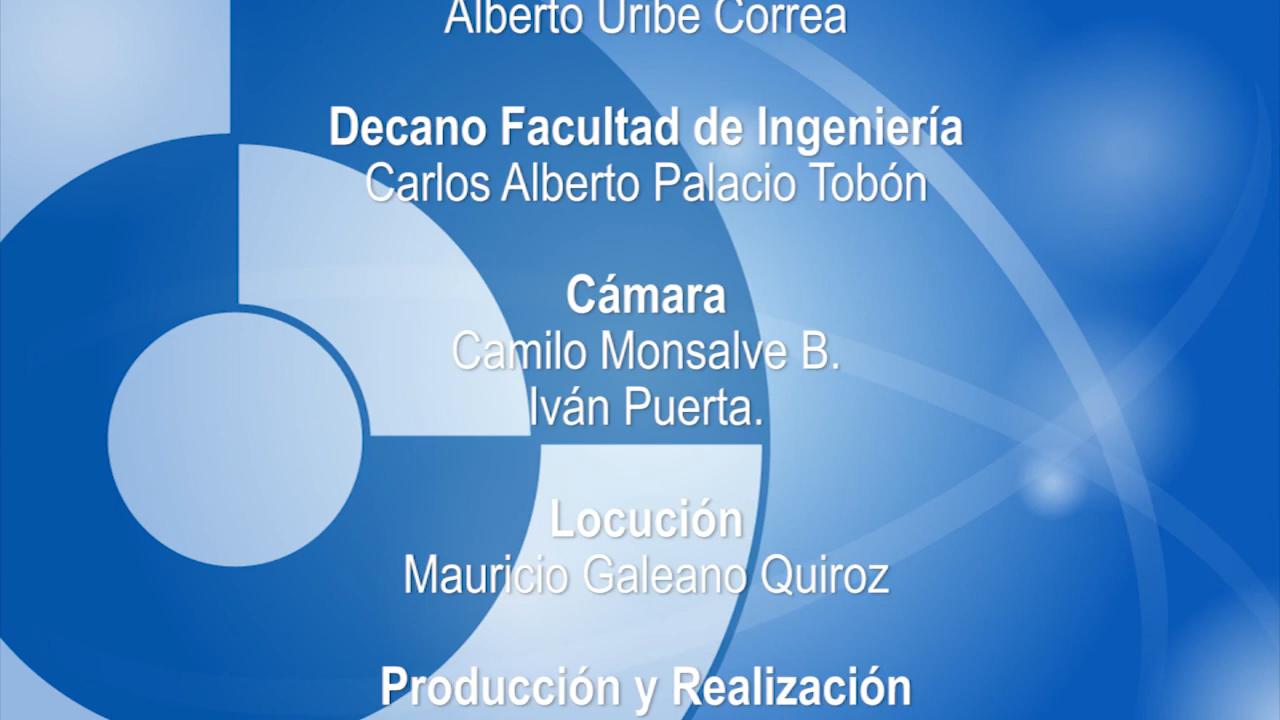 Alberto Uribe Correa
Decano Facultad de Ingeniería
Carlos Alberto Palacio Tobón
Cámara
Camilo Monsalve B.
Iván Puerta.
Locución
Mauricio Galeano Quiroz
Producción y Realización